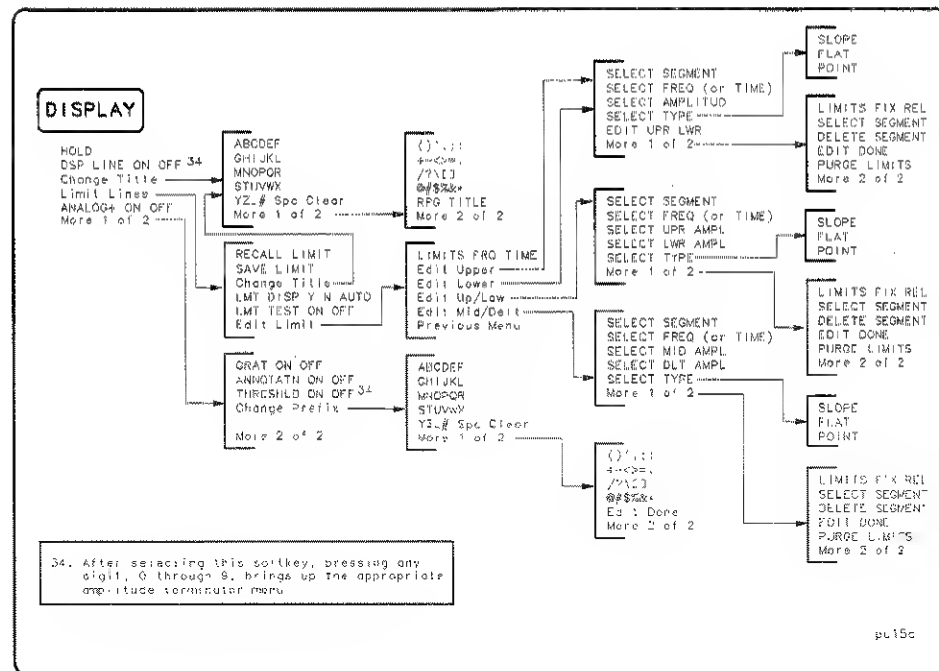 DISPLAY
HOLD
DSP LINE ON OFF 34
Change Title
Limit Lines
ANALOG+ ON OFF
More 1 of 2
ABCDEF
GHIJKL
MNOPQR
STUVWX
YZ_# Spc Clear
More 1 of 2
RPG TITLE
More 2 of 2
RECALL LIMIT
SAVE LIMIT
Change Title
LMT DISP Y N AUTO
LMT TEST ON OFF
Edit Limit
LIMITS FRQ TIME
Edit Upper
Edit Lower
Edit Up/Low
Edit Mid/Delt
Previous Menu
GRAT ON OFF
ANNOTATN ON OFF
THRESHLD ON OFF 34
Change Prefix
More 2 of 2
ABCDEF
GHIJKL
MNOPQR
STUVWX
YZ_# Spc Clear
More 1 of 2
Edit Done
More 2 of 2
SELECT SEGMENT
SELECT FREQ (or TIME)
SELECT AMPLITUD
SELECT TYPE
EDIT UPR LWR
More 1 of 2
SLOPE
FLAT
POINT
LIMITS FIX REL
SELECT SEGMENT
DELETE SEGMENT
EDIT DONE
PURGE LIMITS
More 2 of 2
SELECT SEGMENT
SELECT FREQ (or TIME)
SELECT UPR AMPL
SELECT LWR AMPL
SELECT TYPE
More 1 of 2
SLOPE
FLAT
POINT
LIMITS FIX REL
SELECT SEGMENT
DELETE SEGMENT
EDIT DONE
PURGE LIMITS
More 2 of 2
SELECT SEGMENT
SELECT FREQ (or TIME)
SELECT MID AMPL
SELECT DLT AMPL
SELECT TYPE
More 1 of 2
SLOPE
FLAT
POINT
LIMITS FIX REL
SELECT SEGMENT
DELETE SEGMENT
EDIT DONE
PURGE LIMITS
More 2 of 2
34. After selecting this softkey, pressing any
digit, 0 through 9, brings up the appropriate
amplitude terminator menu
pu15c